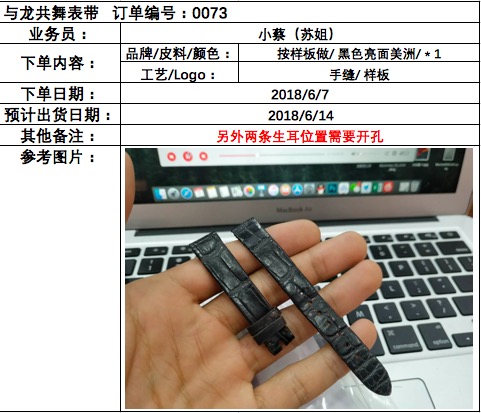 与龙共舞表带 订单编号：0073
业务员： 小蔡（苏姐）
下单内容： 品牌/皮料/颜色： 按样板做/ 黑色亮面美洲/ * 1
工艺/Logo： 手缝/ 样板
下单日期： 2018/6/7
预计出货日期： 2018/6/14
其他备注： 另外两条生耳位置需要开孔
参考图片：
MacBook Air
command
option